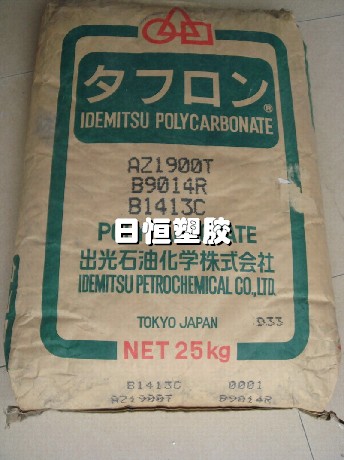 タフロン®
IDEMITSU POLYCARBONATE
AZ1900T
B9014R
B1413C
日恒塑胶
出光石油化学株式会社
IDEMITSU PETROCHEMICAL CO.,LTD.
TOKYO JAPAN D33
NET 25kg
B1413C 0001
AZ1900T B9014R